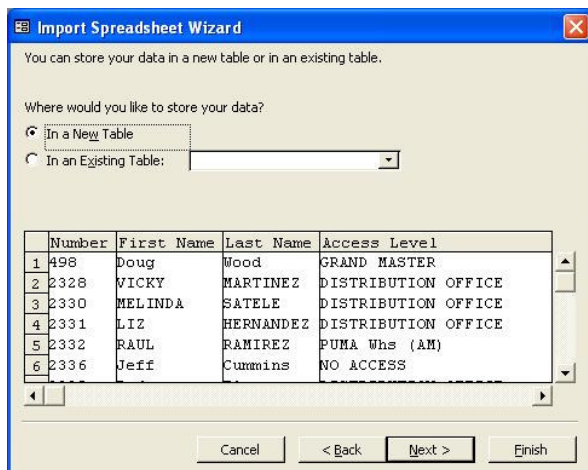 Import Spreadsheet Wizard
You can store your data in a new table or in an existing table.
Where would you like to store your data?
In a New Table
In an Existing Table:
Number First Name Last Name Access Level
1 498 Doug Wood GRAND MASTER
2 2328 VICKY MARTINEZ DISTRIBUTION OFFICE
3 2330 MELINDA SATELE DISTRIBUTION OFFICE
4 2331 LIZ HERNANDEZ DISTRIBUTION OFFICE
5 2332 RAUL RAMIREZ PUMA Whs (AM)
6 2336 Jeff Cummins NO ACCESS
Cancel < Back Next > Finish